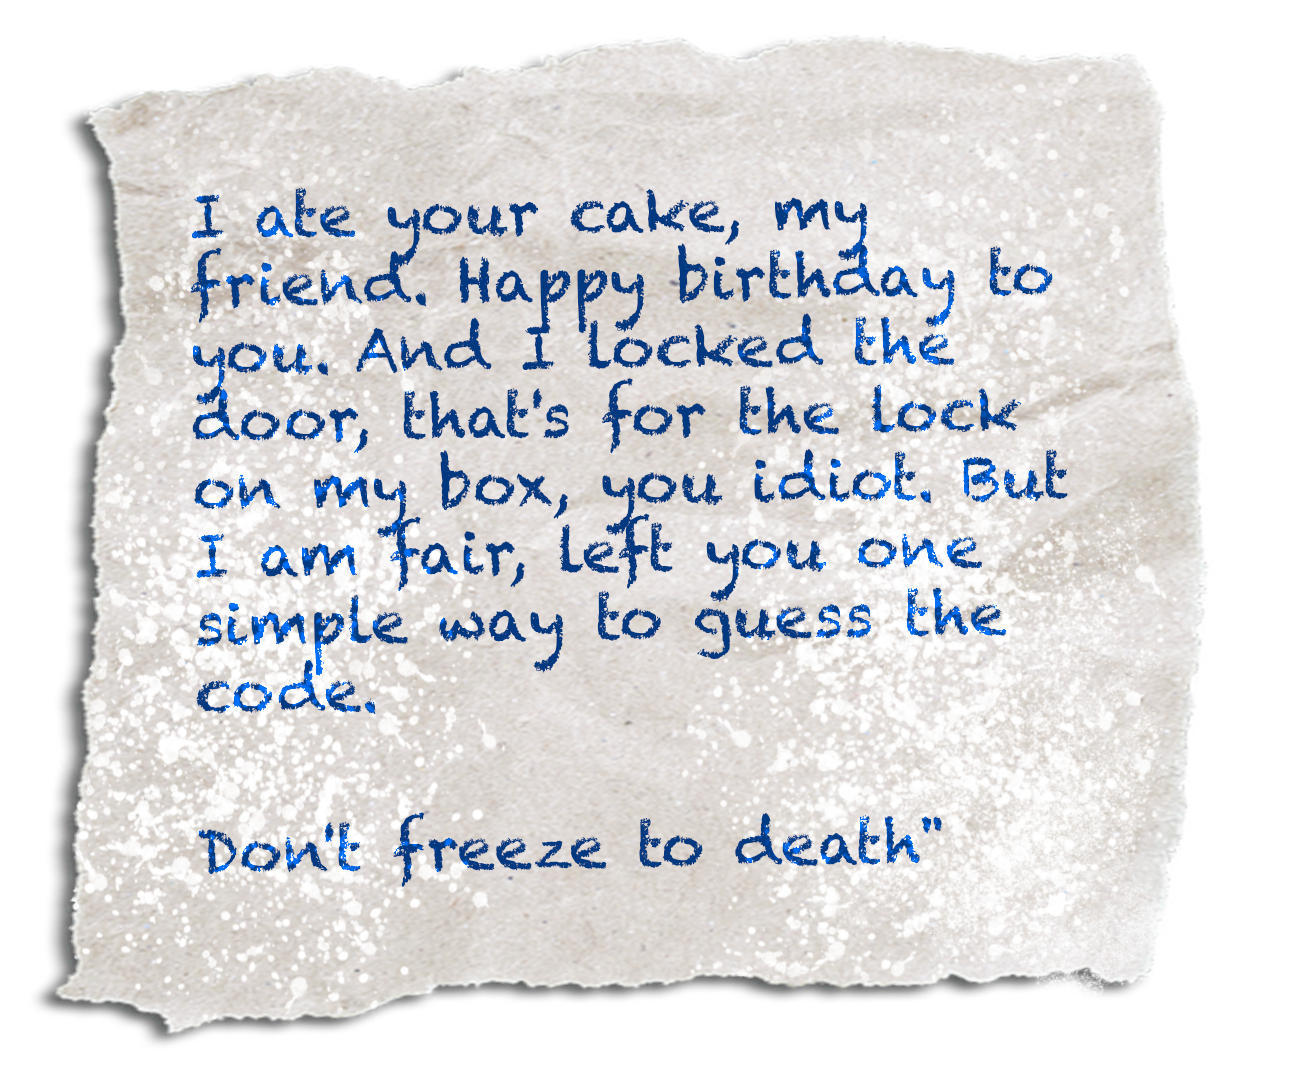 I ate your cake, my
friend. Happy birthday to
you. And I locked the
door, that's for the lock
on my box, you idiot. But
I am fair, left you one
simple way to guess the
code.
Don't freeze to death"